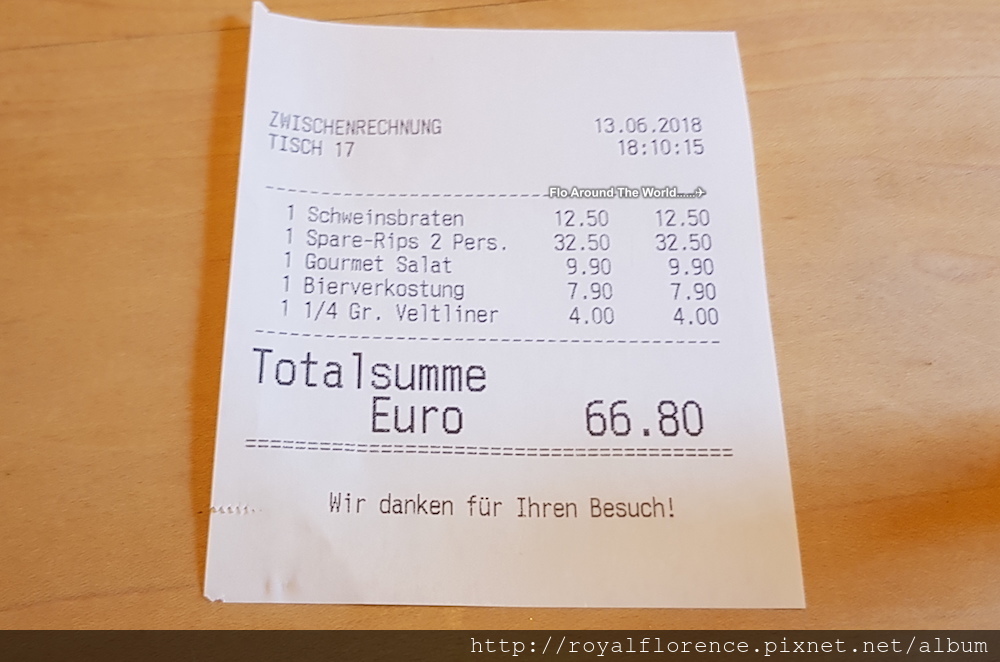 ZWISCHENRECHNUNG 13.06.2018
TISCH 17 18:10:15
Flo Around The World......✈
1 Schweinsbraten 12.50 12.50
1 Spare-Rips 2 Pers. 32.50 32.50
1 Gourmet Salat 9.90 9.90
1 Bierverkostung 7.90 7.90
1 1/4 Gr. Veltliner 4.00 4.00
Totalsumme
Euro 66.80
Wir danken für Ihren Besuch!
http://royalflorence.pixnet.net/album